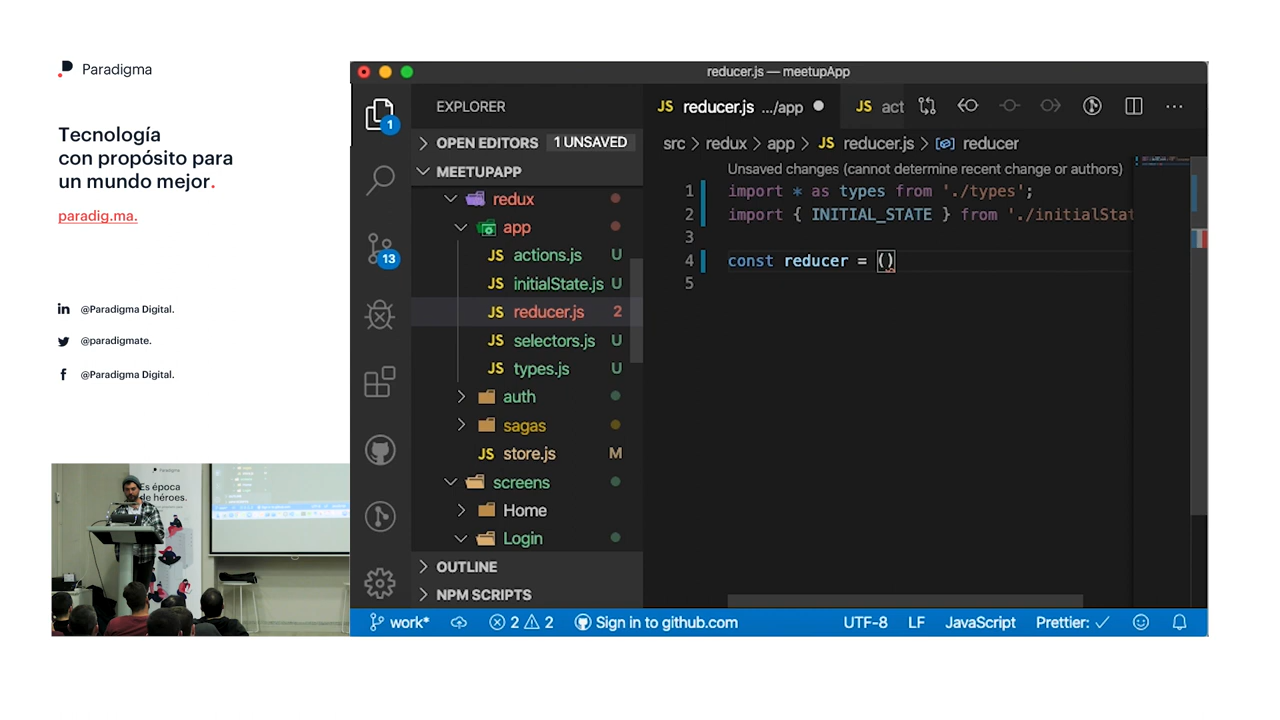 Paradigma
Tecnología
con propósito para
un mundo mejor.
paradig.ma.
in @Paradigma Digital.
@paradigmate.
f @Paradigma Digital.
Paradigma
Es época
de héroes.
reducer.js — meetupApp
EXPLORER
1
OPEN EDITORS 1 UNSAVED
MEETUPAPP
redux
app
JS actions.js U
JS initialState.js U
JS reducer.js 2
JS selectors.js U
JS types.js U
auth
sagas
JS store.js M
screens
Home
Login
OUTLINE
NPM SCRIPTS
13
JS reducer.js .../app
JS act
src > redux > app > JS reducer.js > reducer
Unsaved changes (cannot determine recent change or authors)
1 import * as types from './types';
2 import { INITIAL_STATE } from './initialStat
3
4 const reducer = ()
5
work* 2 2 Sign in to github.com UTF-8 LF JavaScript Prettier: ✓